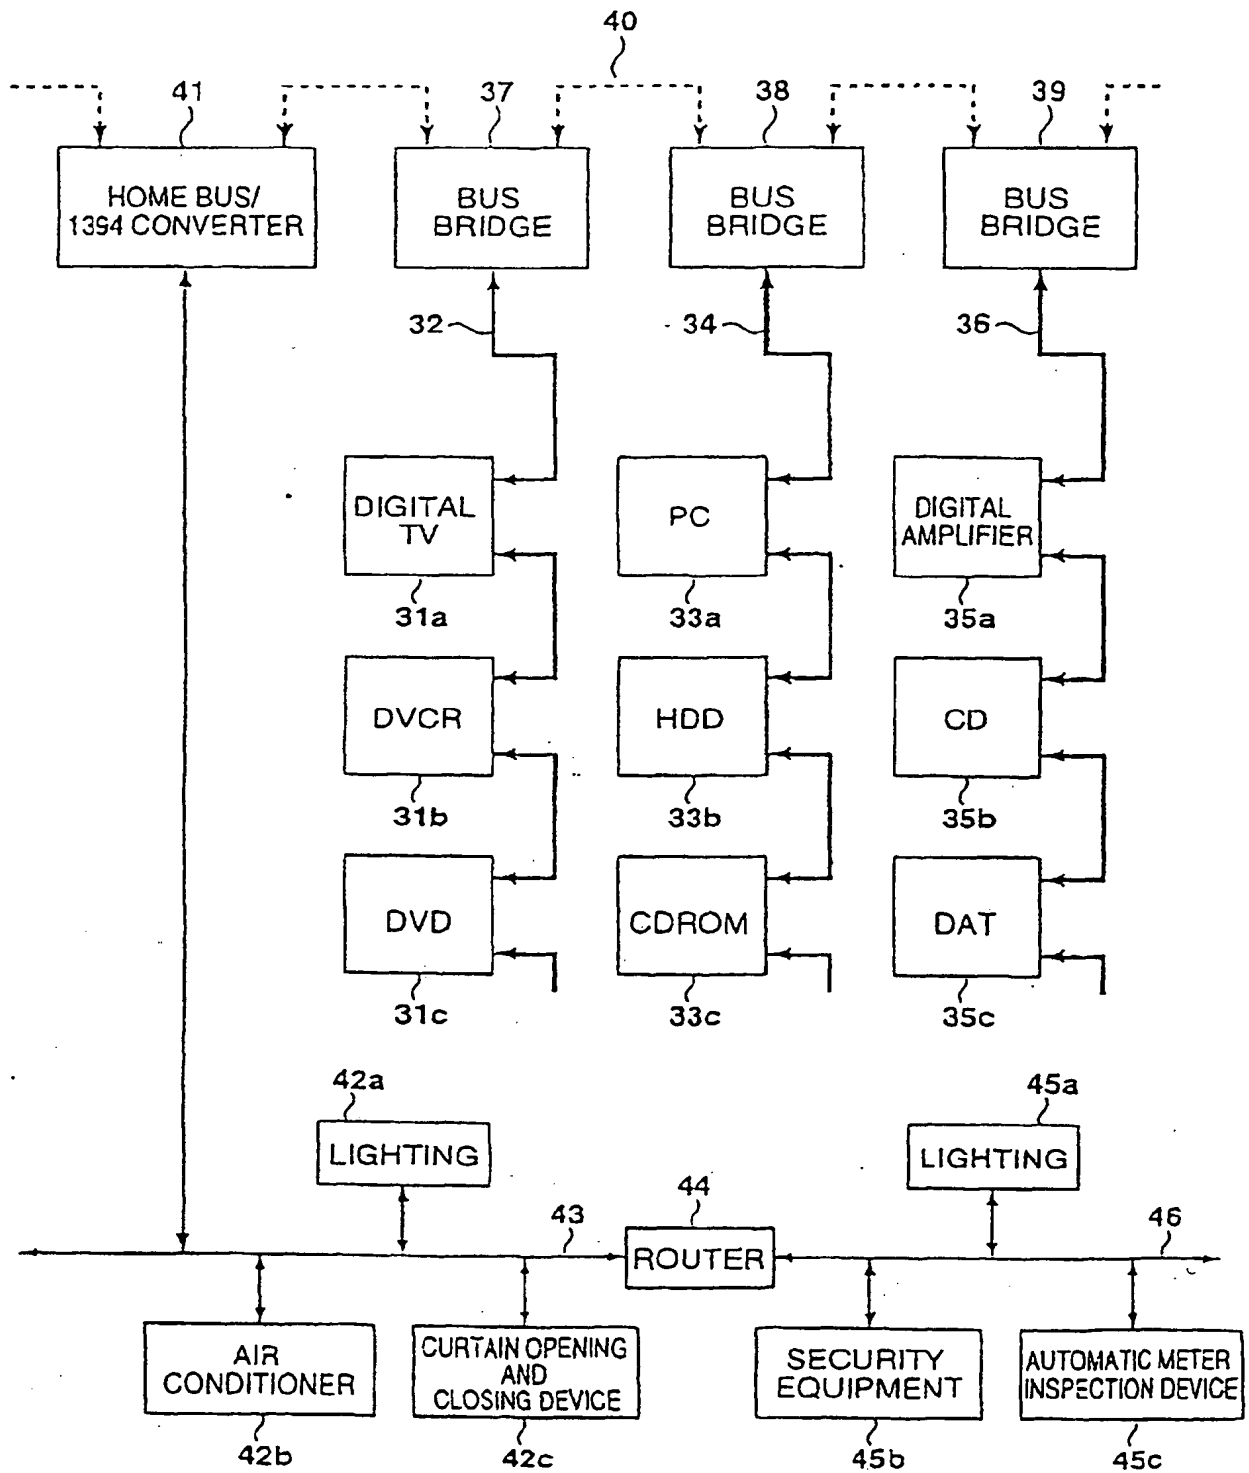 40
41
37
38
39
HOME BUS/
1394 CONVERTER
BUS
BRIDGE
BUS
BRIDGE
BUS
BRIDGE
32
34
36
DIGITAL
TV
PC
DIGITAL
AMPLIFIER
31a
33a
35a
DVCR
HDD
CD
31b
33b
35b
DVD
CDROM
DAT
31c
33c
35c
42a
45a
LIGHTING
LIGHTING
44
43
46
ROUTER
AIR
CONDITIONER
CURTAIN OPENING
AND
CLOSING DEVICE
SECURITY
EQUIPMENT
AUTOMATIC METER
INSPECTION DEVICE
42b
42c
45b
45c